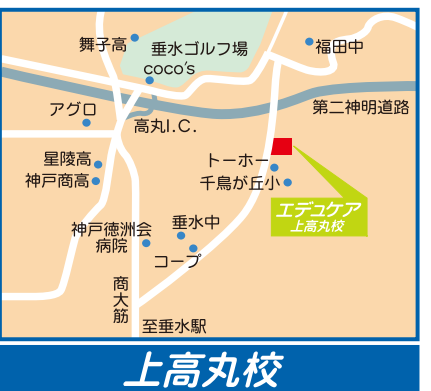 舞子高
垂水ゴルフ場
福田中
coco's
アグロ
第二神明道路
高丸I.C.
星陵高
トーホー
神戸商高
千鳥が丘小
エデュケア
上高丸校
垂水中
神戸徳洲会
病院
コープ
商大筋
至垂水駅
上高丸校